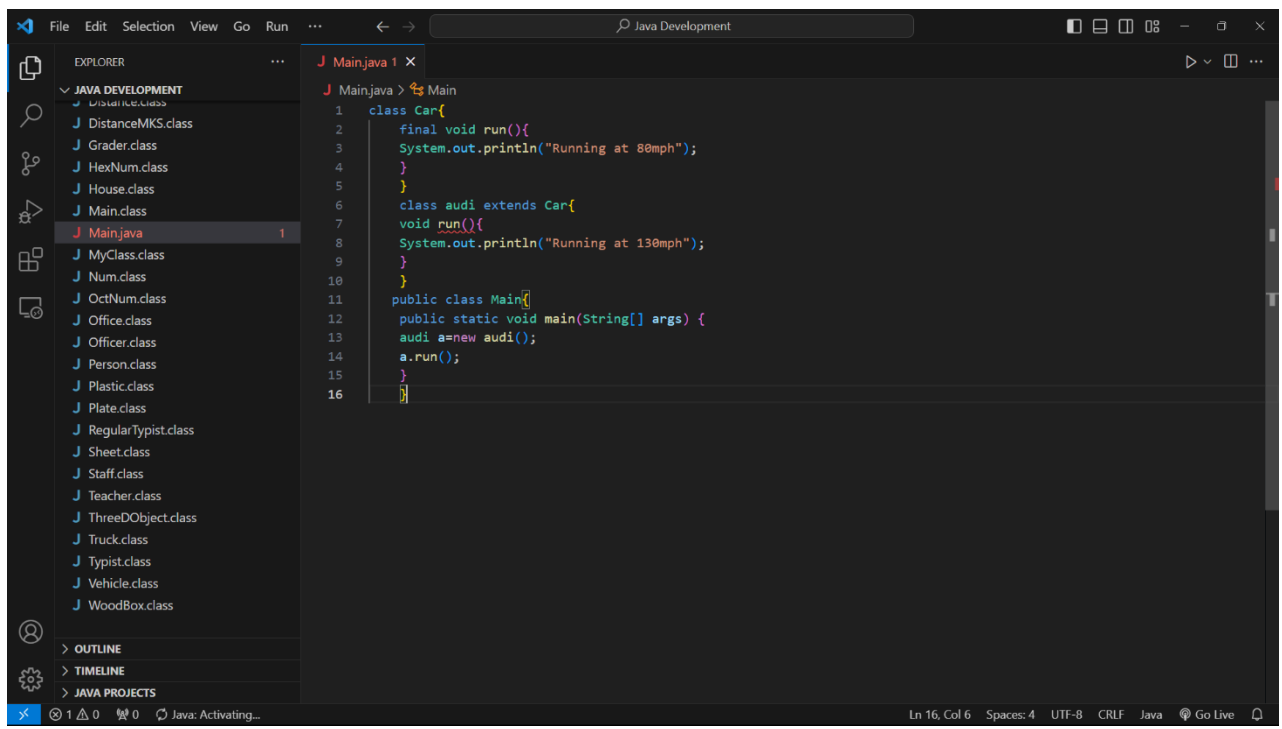 File Edit Selection View Go Run ··· ← → Java Development
EXPLORER ···
JAVA DEVELOPMENT
J Distance.class
J DistanceMKS.class
J Grader.class
J HexNum.class
J House.class
J Main.class
J Main.java 1
J MyClass.class
J Num.class
J OctNum.class
J Office.class
J Officer.class
J Person.class
J Plastic.class
J Plate.class
J RegularTypist.class
J Sheet.class
J Staff.class
J Teacher.class
J ThreeDObject.class
J Truck.class
J Typist.class
J Vehicle.class
J WoodBox.class
> OUTLINE
> TIMELINE
> JAVA PROJECTS
J Main.java 1 ×
J Main.java > Main
1 class Car{
2 final void run(){
3 System.out.println("Running at 80mph");
4 }
5 }
6 class audi extends Car{
7 void run(){
8 System.out.println("Running at 130mph");
9 }
10 }
11 public class Main{
12 public static void main(String[] args) {
13 audi a=new audi();
14 a.run();
15 }
16 }
1 0 0 Java: Activating... Ln 16, Col 6 Spaces: 4 UTF-8 CRLF Java Go Live